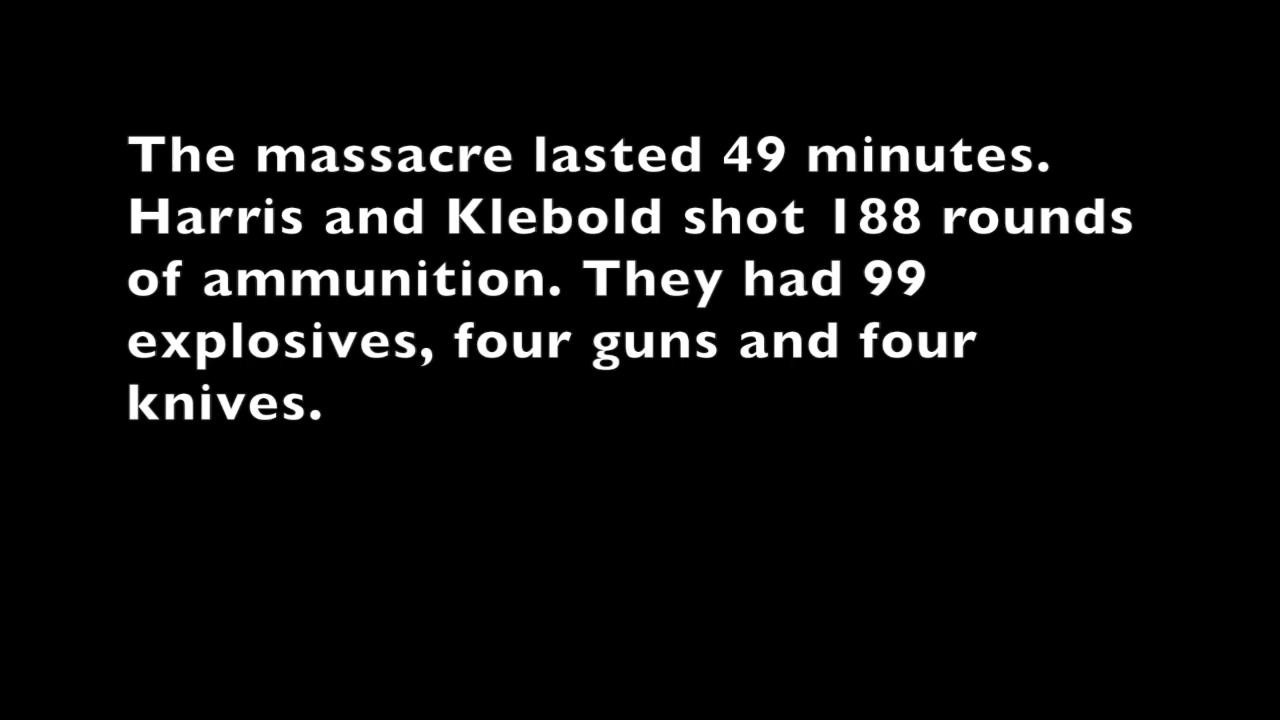 The massacre lasted 49 minutes.
Harris and Klebold shot 188 rounds
of ammunition. They had 99
explosives, four guns and four
knives.